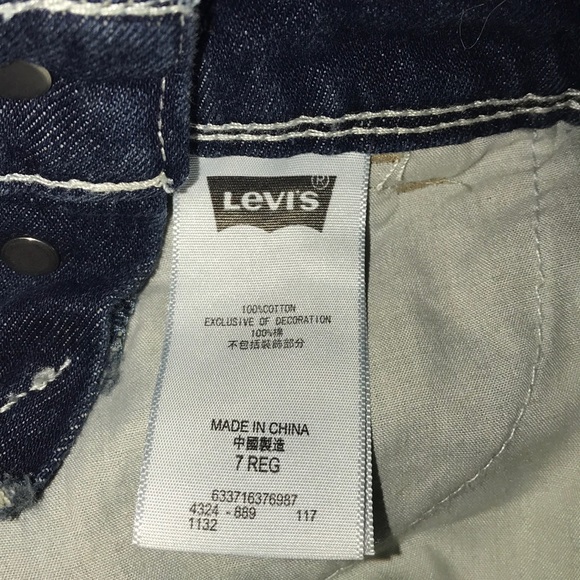 Levi's®
100%COTTON
EXCLUSIVE OF DECORATION
100%棉
不包括裝飾部分
MADE IN CHINA
中國製造
7 REG
633716376987
4324 - 889 117
1132